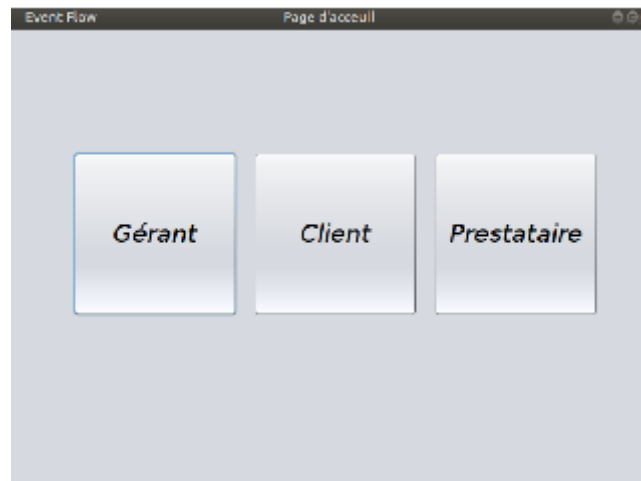 Event Flow
Page d'acceuil
Gérant
Client
Prestataire